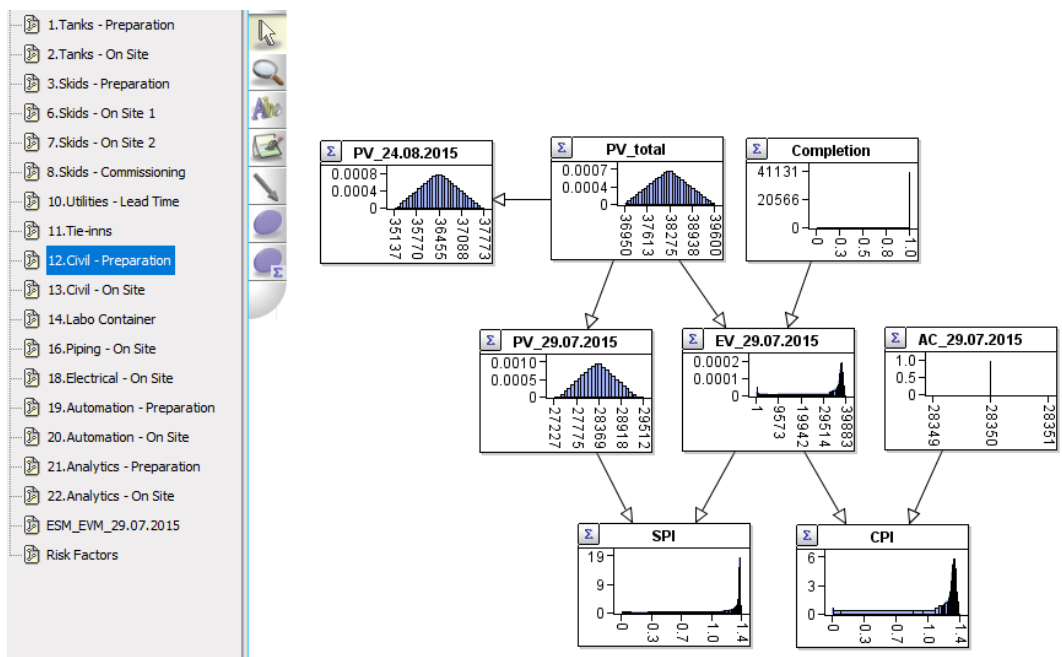 1.Tanks - Preparation
2.Tanks - On Site
3.Skids - Preparation
6.Skids - On Site 1
7.Skids - On Site 2
8.Skids - Commissioning
10.Utilities - Lead Time
11.Tie-inns
12.Civil - Preparation
13.Civil - On Site
14.Labo Container
16.Piping - On Site
18.Electrical - On Site
19.Automation - Preparation
20.Automation - On Site
21.Analytics - Preparation
22.Analytics - On Site
ESM_EVM_29.07.2015
Risk Factors
Abc
Σ
Σ PV_24.08.2015
0.0008
0.0004
0
35137 35770 36455 37088 37773
Σ PV_total
0.0007
0.0004
0
36950 37613 38275 38938 39600
Σ Completion
41131
20566
0
0 0.3 0.5 0.8 1.0
Σ PV_29.07.2015
0.0010
0.0005
0
27227 27775 28369 28918 29512
Σ EV_29.07.2015
0.0002
0.0001
0
1 9573 19942 29514 39883
Σ AC_29.07.2015
1.0
0.5
0
28349 28350 28351
Σ SPI
19
9
0
0 0.3 0.7 1.0 1.4
Σ CPI
6
3
0
0 0.3 0.7 1.0 1.4